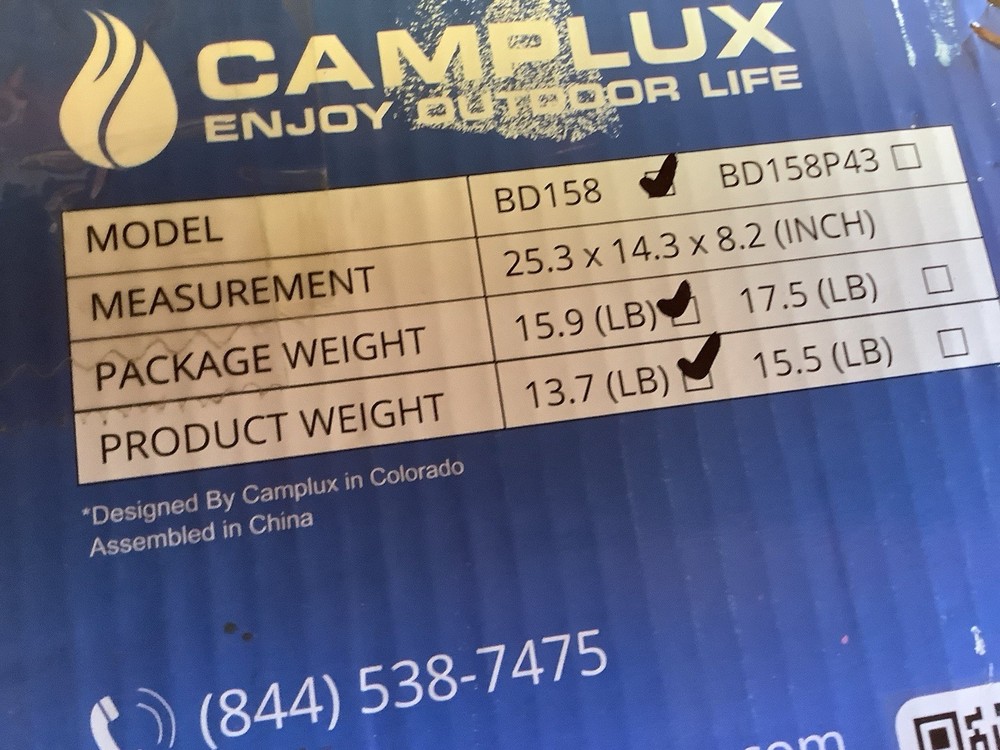 CAMPLUX
ENJOY OUTDOOR LIFE
MODEL BD158 BD158P43
MEASUREMENT 25.3 x 14.3 x 8.2 (INCH)
PACKAGE WEIGHT 15.9 (LB) 17.5 (LB)
PRODUCT WEIGHT 13.7 (LB) 15.5 (LB)
*Designed By Camplux in Colorado
Assembled in China
(844) 538-7475